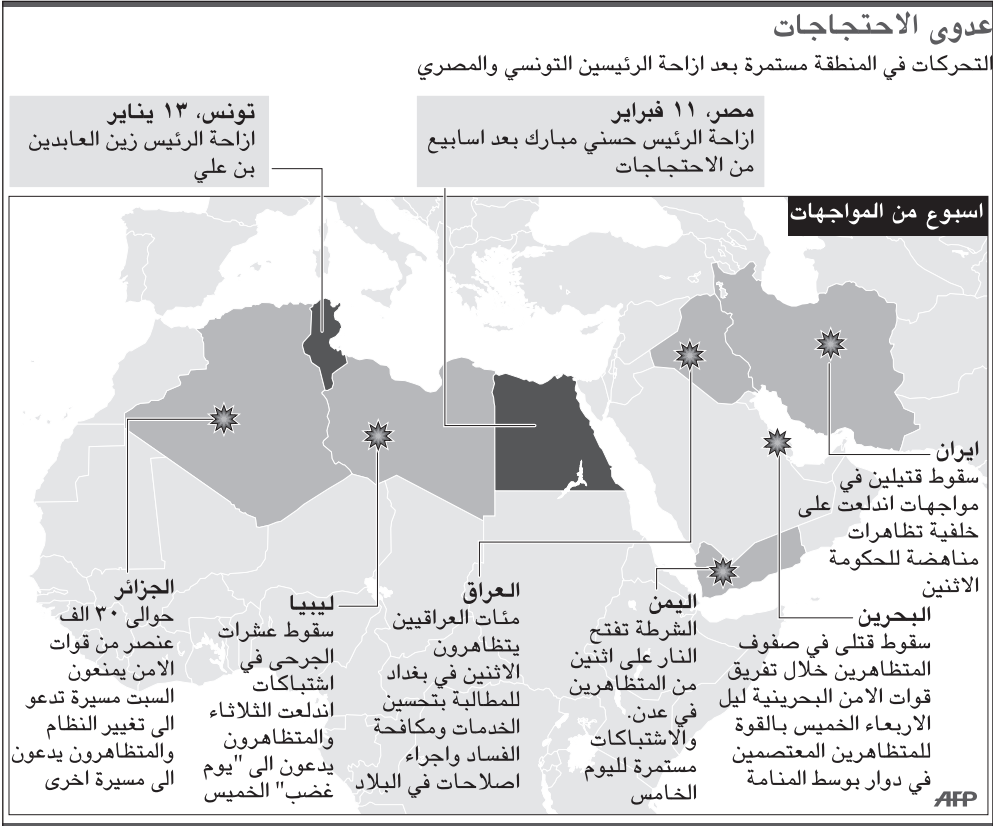 عدوى الاحتجاجات
التحركات في المنطقة مستمرة بعد ازاحة الرئيسين التونسي والمصري
مصر، ١١ فبراير
ازاحة الرئيس حسني مبارك بعد اسابيع
من الاحتجاجات
تونس، ١٣ يناير
ازاحة الرئيس زين العابدين
بن علي
اسبوع من المواجهات
ايران
سقوط قتيلين في
مواجهات اندلعت على
خلفية تظاهرات
مناهضة للحكومة
الاثنين
البحرين
سقوط قتلى في صفوف
المتظاهرين خلال تفريق
قوات الامن البحرينية ليل
الاربعاء الخميس بالقوة
للمتظاهرين المعتصمين
في دوار بوسط المنامة
اليمن
الشرطة تفتح
النار على اثنين
من المتظاهرين
في عدن.
والاشتباكات
مستمرة لليوم
الخامس
العراق
مئات العراقيين
يتظاهرون
الاثنين في بغداد
للمطالبة بتحسين
الخدمات ومكافحة
الفساد واجراء
اصلاحات في البلاد
ليبيا
سقوط عشرات
الجرحى في
اشتباكات
اندلعت الثلاثاء
والمتظاهرون
يدعون الى "يوم
غضب" الخميس
الجزائر
حوالى ٣٠ الف
عنصر من قوات
الامن يمنعون
السبت مسيرة تدعو
الى تغيير النظام
والمتظاهرون يدعون
الى مسيرة اخرى
AFP